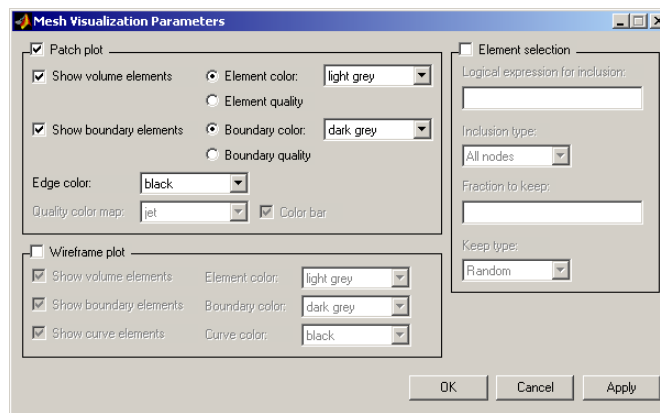 Mesh Visualization Parameters
Patch plot
Show volume elements
Element color:
light grey
Element quality
Show boundary elements
Boundary color:
dark grey
Boundary quality
Edge color:
black
Quality color map:
jet
Color bar
Wireframe plot
Show volume elements
Element color:
light grey
Show boundary elements
Boundary color:
dark grey
Show curve elements
Curve color:
black
Element selection
Logical expression for inclusion:
Inclusion type:
All nodes
Fraction to keep:
Keep type:
Random
OK
Cancel
Apply